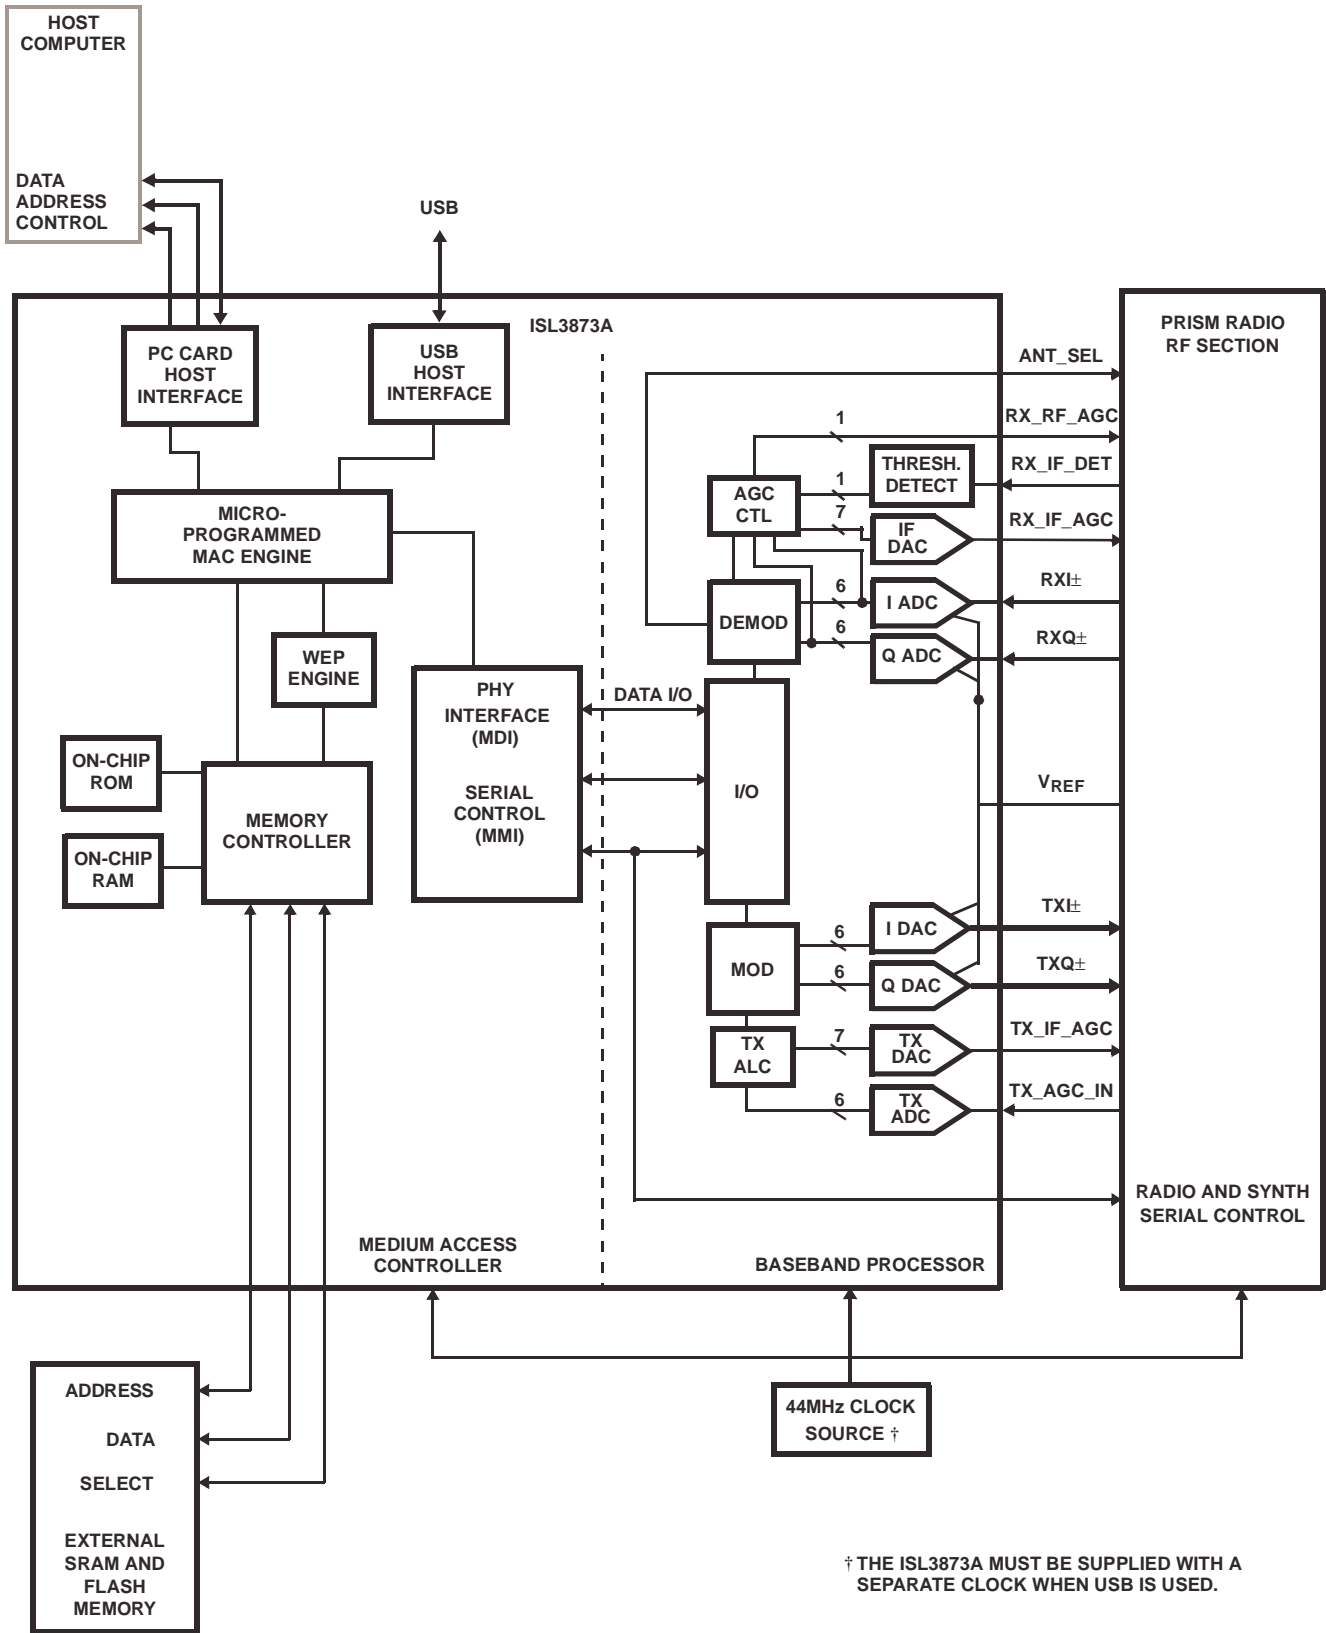 HOST
COMPUTER
DATA
ADDRESS
CONTROL
USB
ISL3873A
PC CARD
HOST
INTERFACE
USB
HOST
INTERFACE
MICRO-
PROGRAMMED
MAC ENGINE
WEP
ENGINE
ON-CHIP
ROM
ON-CHIP
RAM
MEMORY
CONTROLLER
PHY
INTERFACE
(MDI)
SERIAL
CONTROL
(MMI)
DATA I/O
I/O
AGC
CTL
DEMOD
MOD
TX
ALC
1
1
7
6
6
6
6
7
6
THRESH.
DETECT
IF
DAC
I ADC
Q ADC
I DAC
Q DAC
TX
DAC
TX
ADC
ANT_SEL
RX_RF_AGC
RX_IF_DET
RX_IF_AGC
RXI±
RXQ±
VREF
TXI±
TXQ±
TX_IF_AGC
TX_AGC_IN
PRISM RADIO
RF SECTION
RADIO AND SYNTH
SERIAL CONTROL
MEDIUM ACCESS
CONTROLLER
BASEBAND PROCESSOR
44MHz CLOCK
SOURCE †
ADDRESS
DATA
SELECT
EXTERNAL
SRAM AND
FLASH
MEMORY
† THE ISL3873A MUST BE SUPPLIED WITH A
SEPARATE CLOCK WHEN USB IS USED.